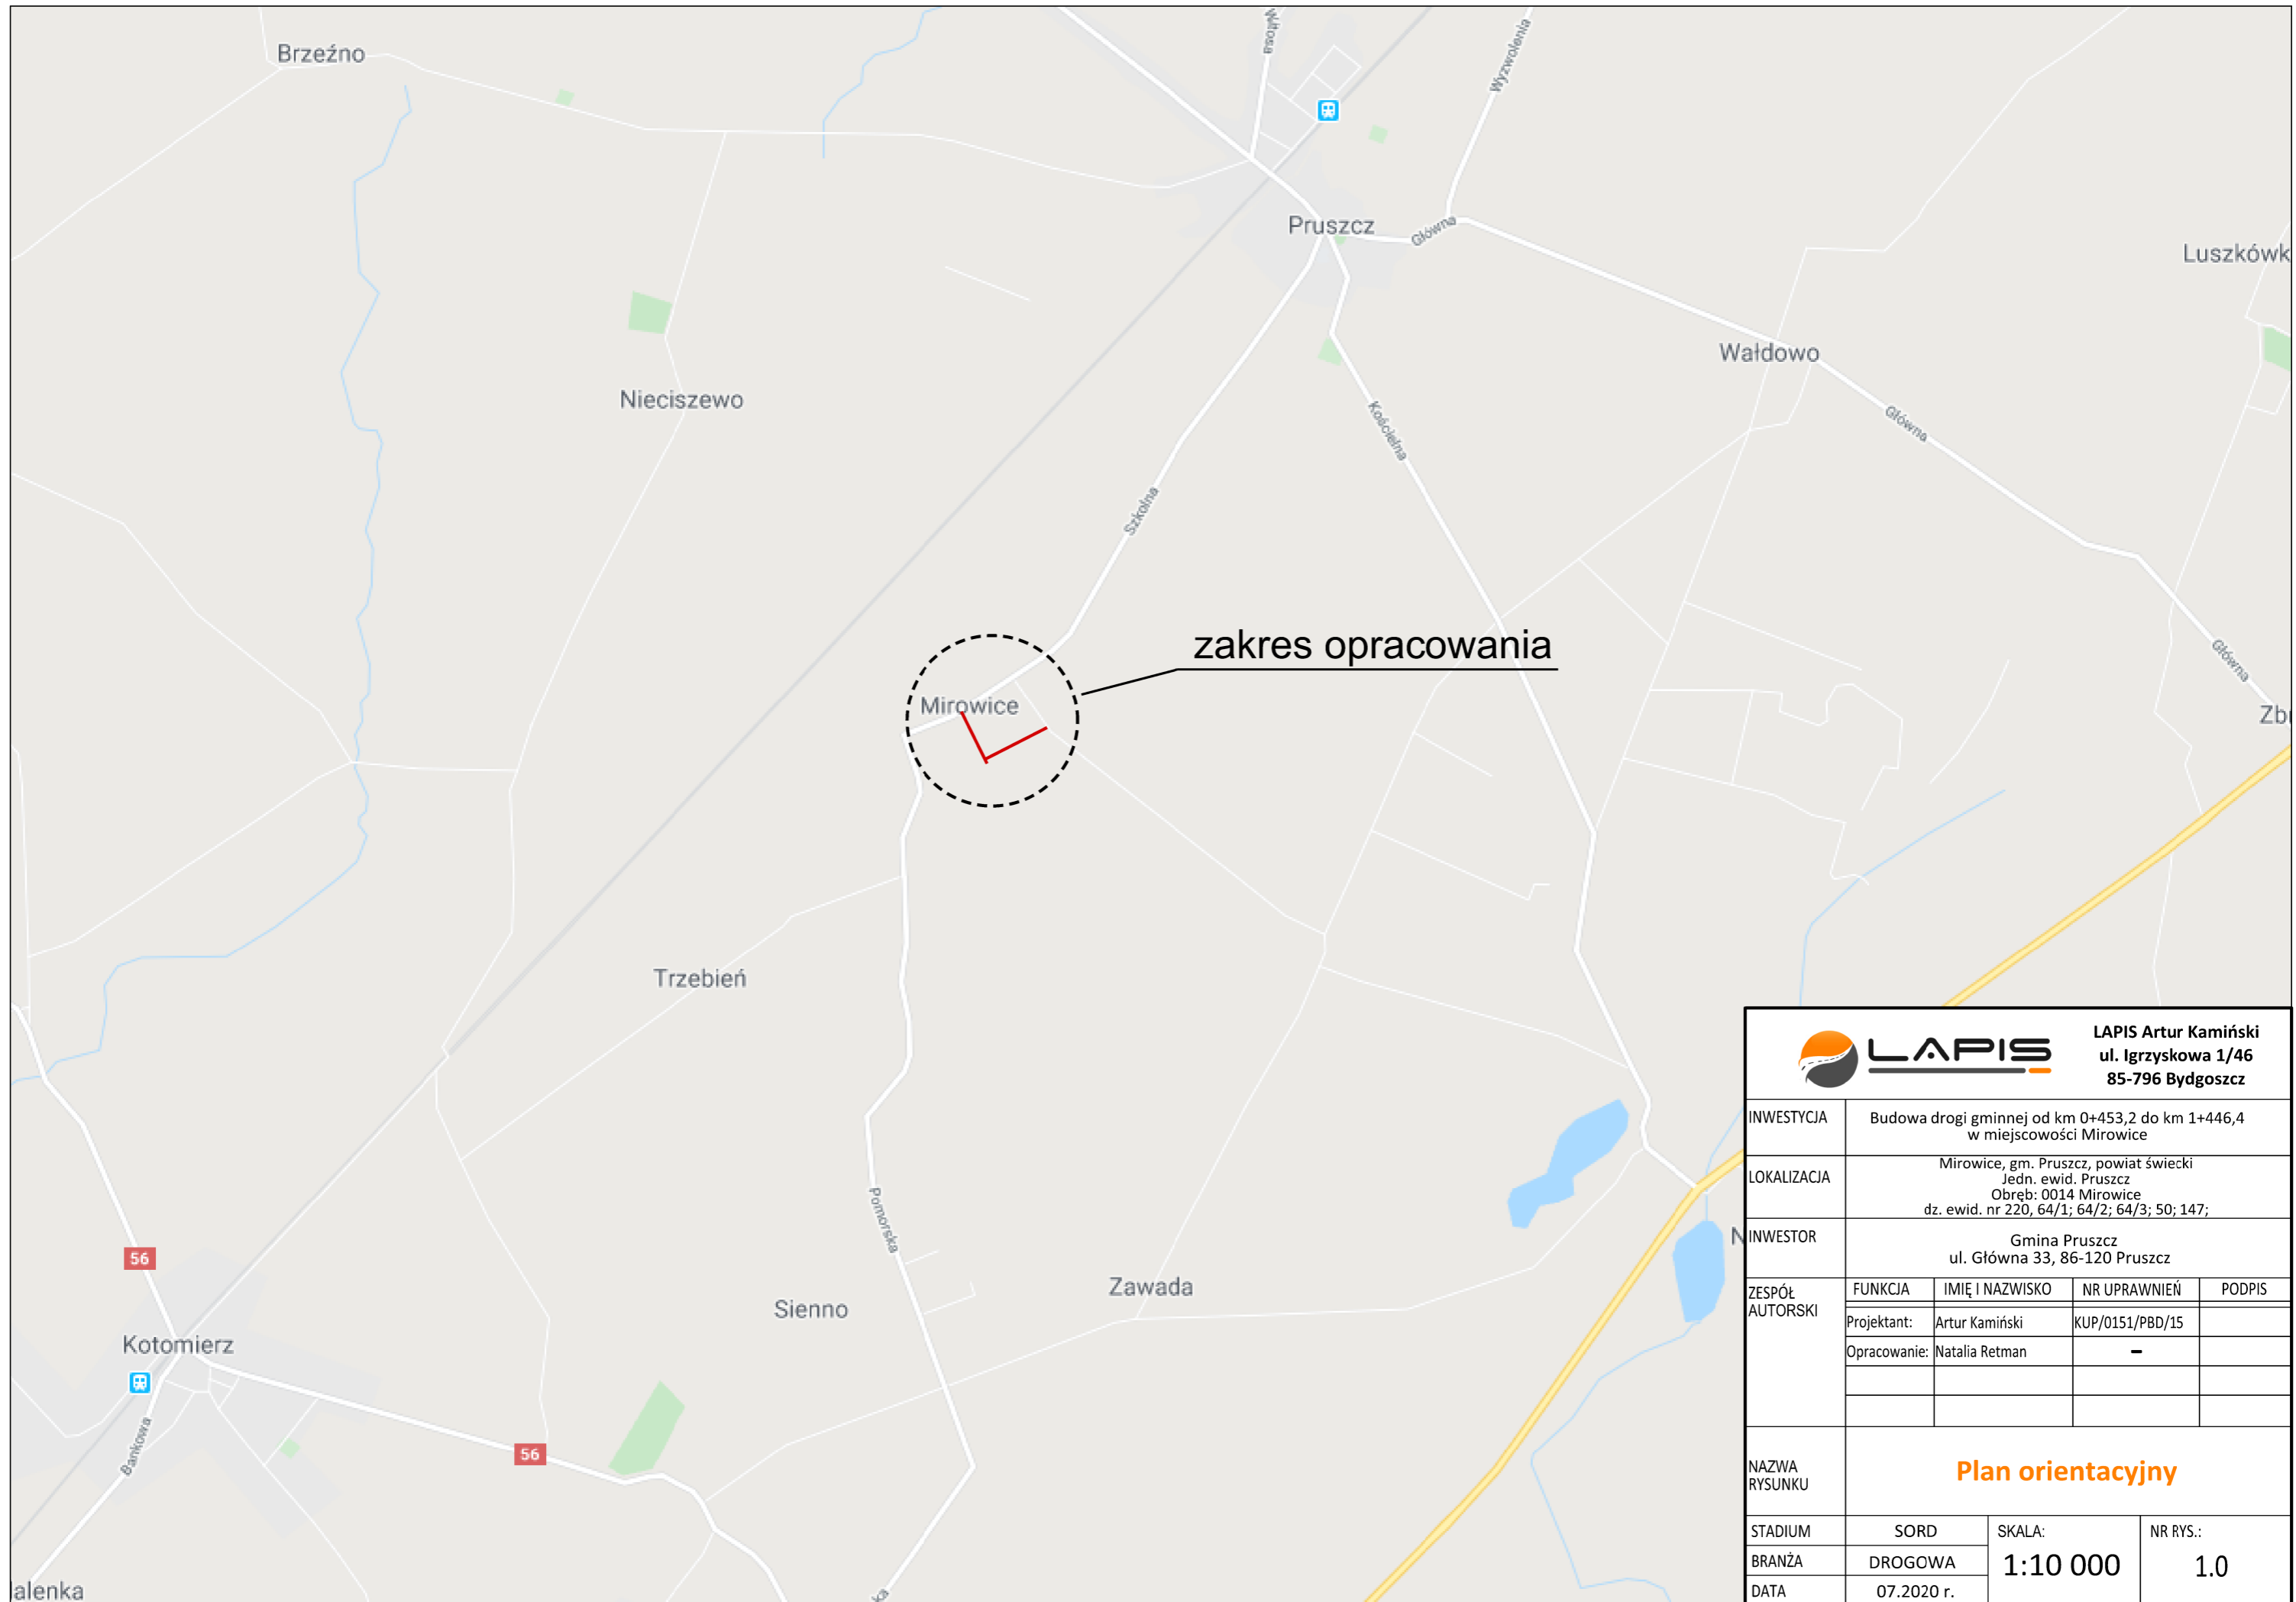 Brzeźno
Witosa
Wyzwolenia
Pruszcz
Główna
Luszkówk
Wałdowo
Nieciszewo
Kościelna
Główna
Szkolna
zakres opracowania
Główna
Mirowice
Zbr
Trzebień
Pomorska
56
Zawada
Sienno
Kotomierz
Bankowa
56
alenka
ka
N
LAPIS
LAPIS Artur Kamiński
ul. Igrzyskowa 1/46
85-796 Bydgoszcz
INWESTYCJA
Budowa drogi gminnej od km 0+453,2 do km 1+446,4
w miejscowości Mirowice
LOKALIZACJA
Mirowice, gm. Pruszcz, powiat świecki
Jedn. ewid. Pruszcz
Obręb: 0014 Mirowice
dz. ewid. nr 220, 64/1; 64/2; 64/3; 50; 147;
INWESTOR
Gmina Pruszcz
ul. Główna 33, 86-120 Pruszcz
ZESPÓŁ
AUTORSKI
FUNKCJA IMIĘ I NAZWISKO NR UPRAWNIEŃ PODPIS
Projektant: Artur Kamiński KUP/0151/PBD/15
Opracowanie: Natalia Retman –
NAZWA
RYSUNKU
Plan orientacyjny
STADIUM SORD
SKALA: NR RYS.:
BRANŻA DROGOWA
1:10 000 1.0
DATA 07.2020 r.